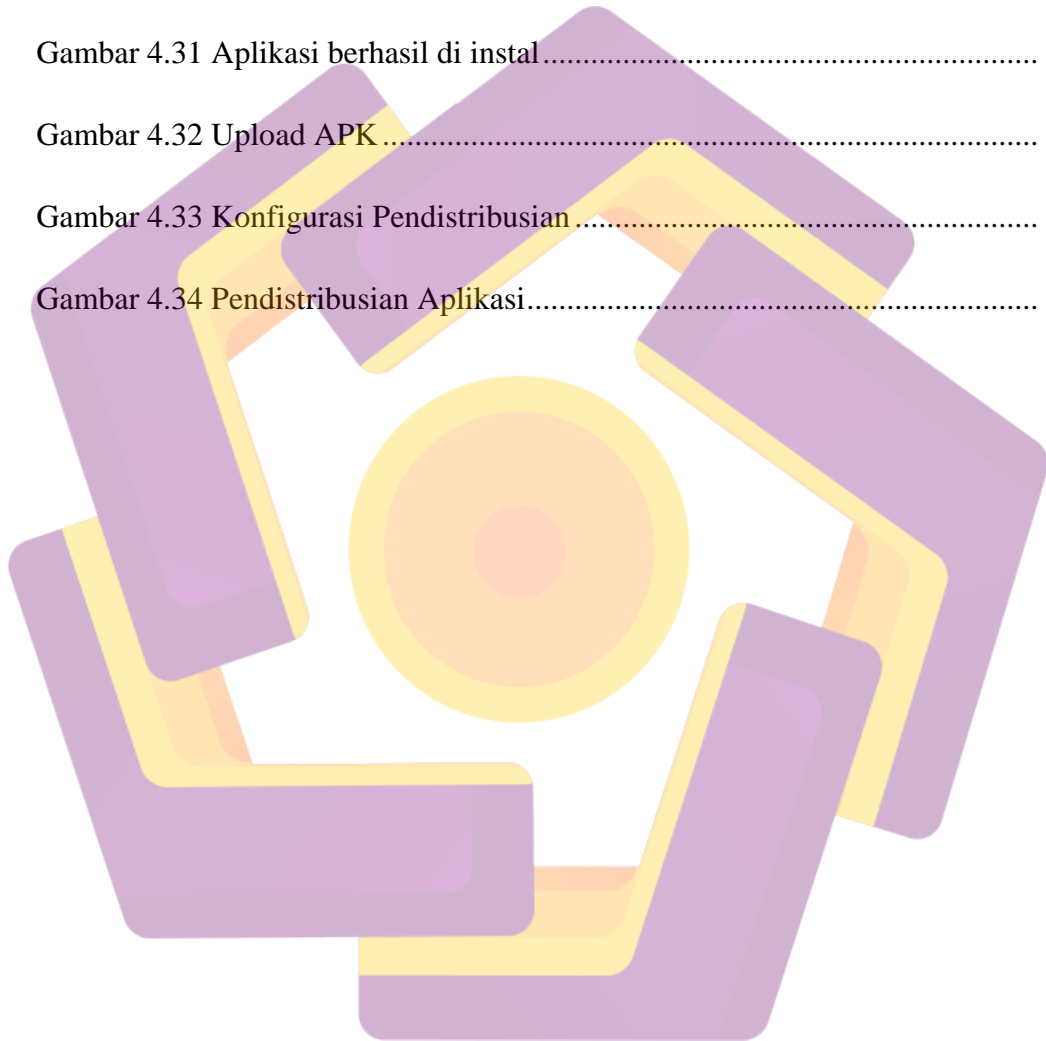 Gambar 4.31 Aplikasi berhasil di instal............................................................
Gambar 4.32 Upload APK................................................................................
Gambar 4.33 Konfigurasi Pendistribusian........................................................
Gambar 4.34 Pendistribusian Aplikasi..............................................................